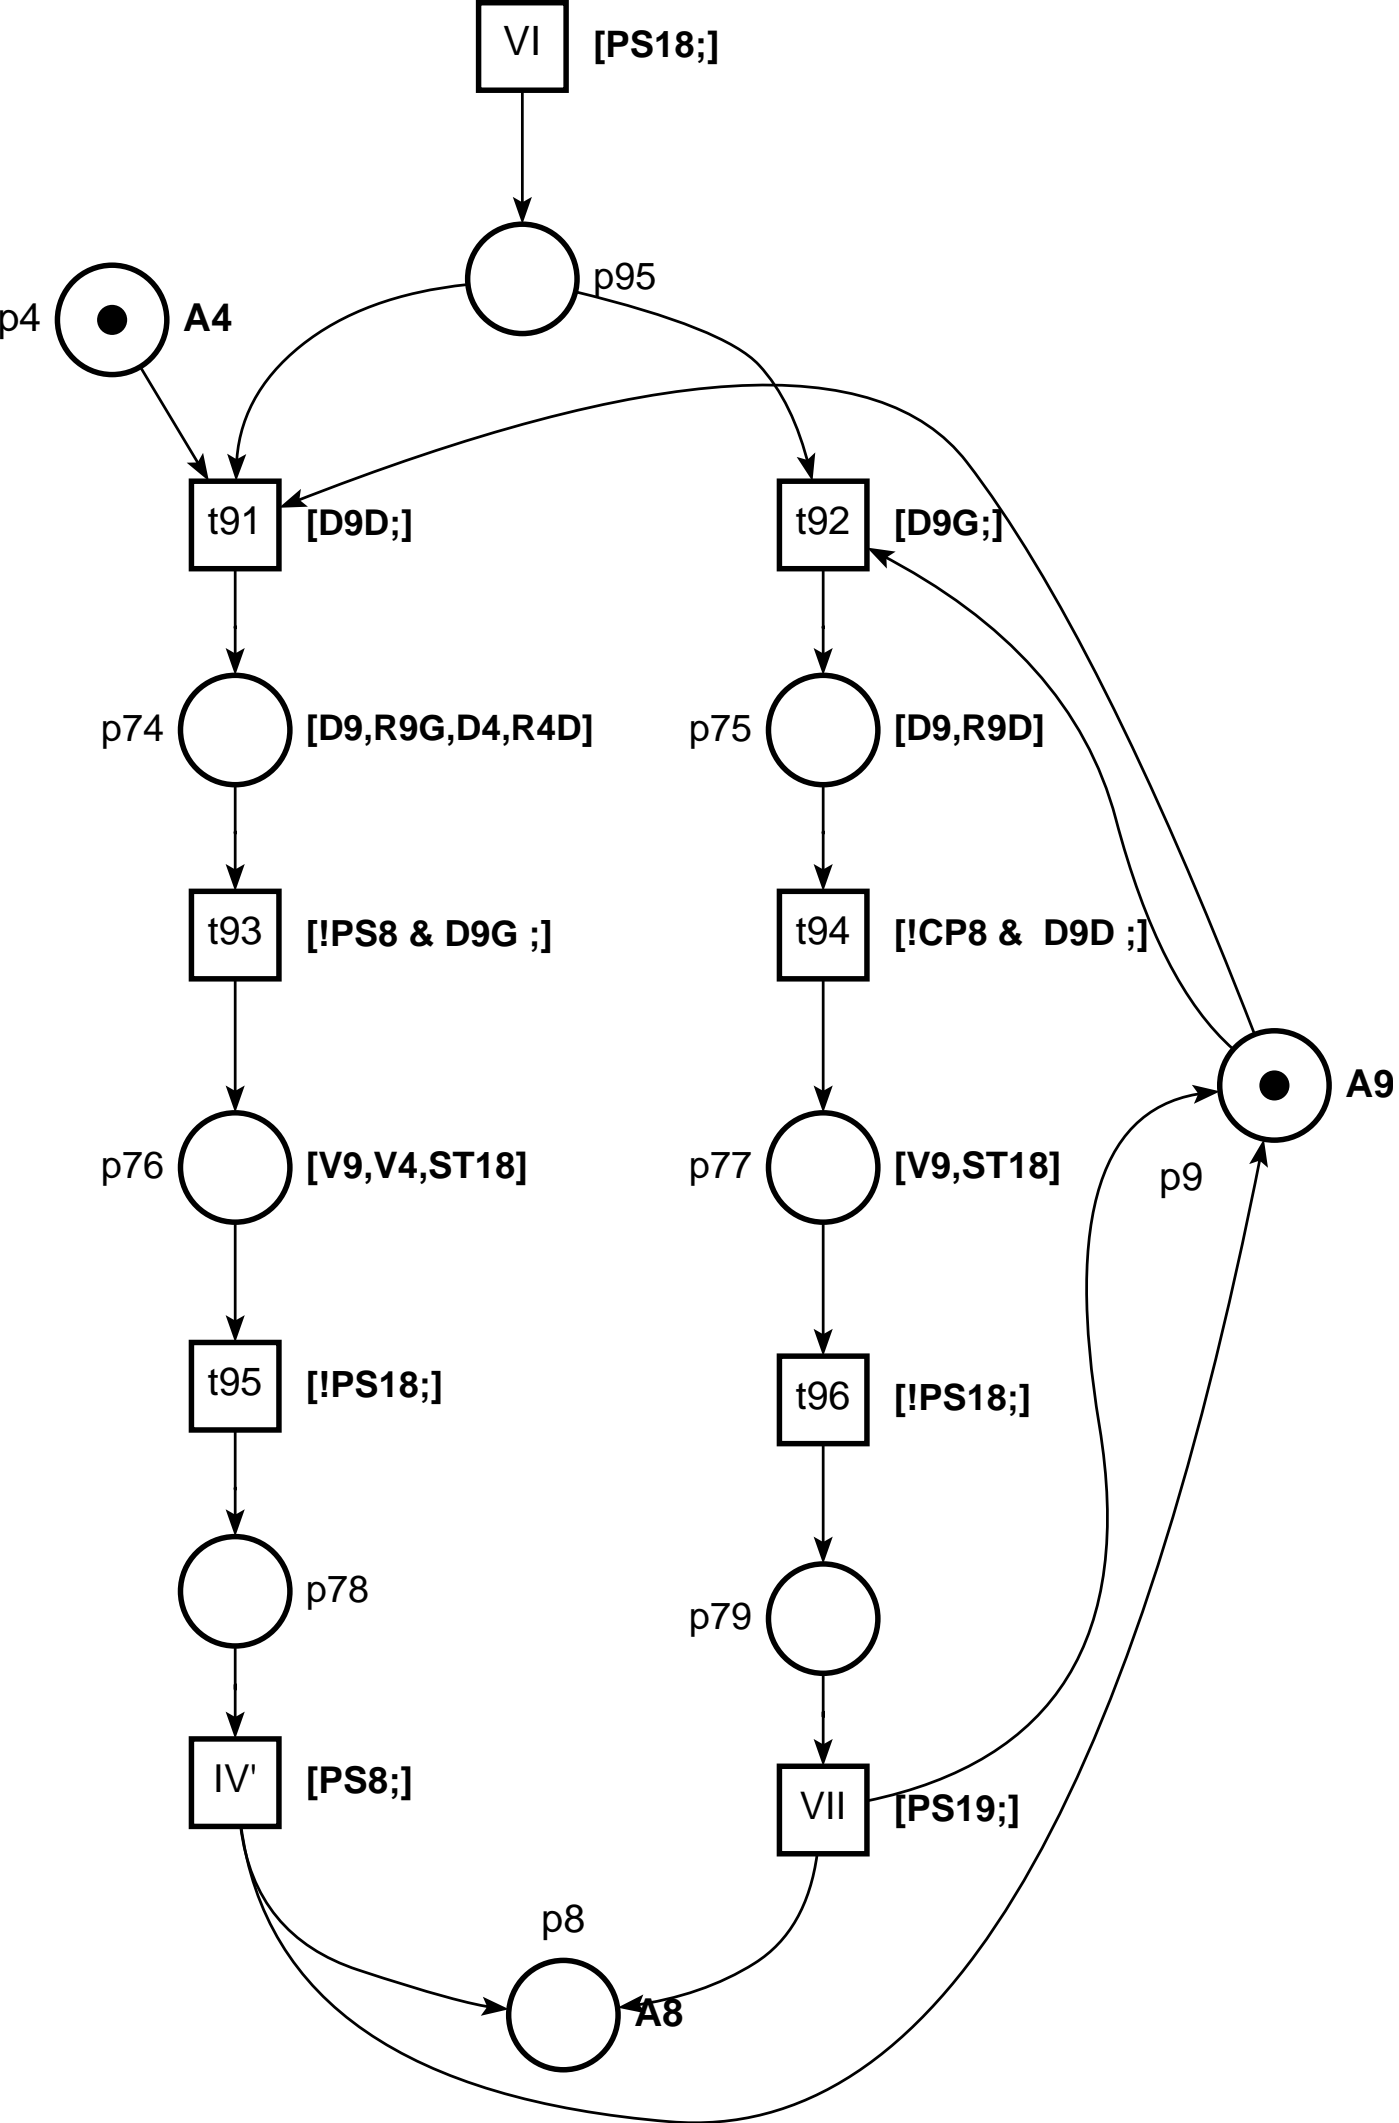 VI [PS18;]
p95
p4 A4
t91 [D9D;] t92 [D9G;]
p74 [D9,R9G,D4,R4D] p75 [D9,R9D]
t93 [!PS8 & D9G ;] t94 [!CP8 & D9D ;]
A9
p76 [V9,V4,ST18] p77 [V9,ST18] p9
t95 [!PS18;] t96 [!PS18;]
p78 p79
IV' [PS8;] VII [PS19;]
p8
A8